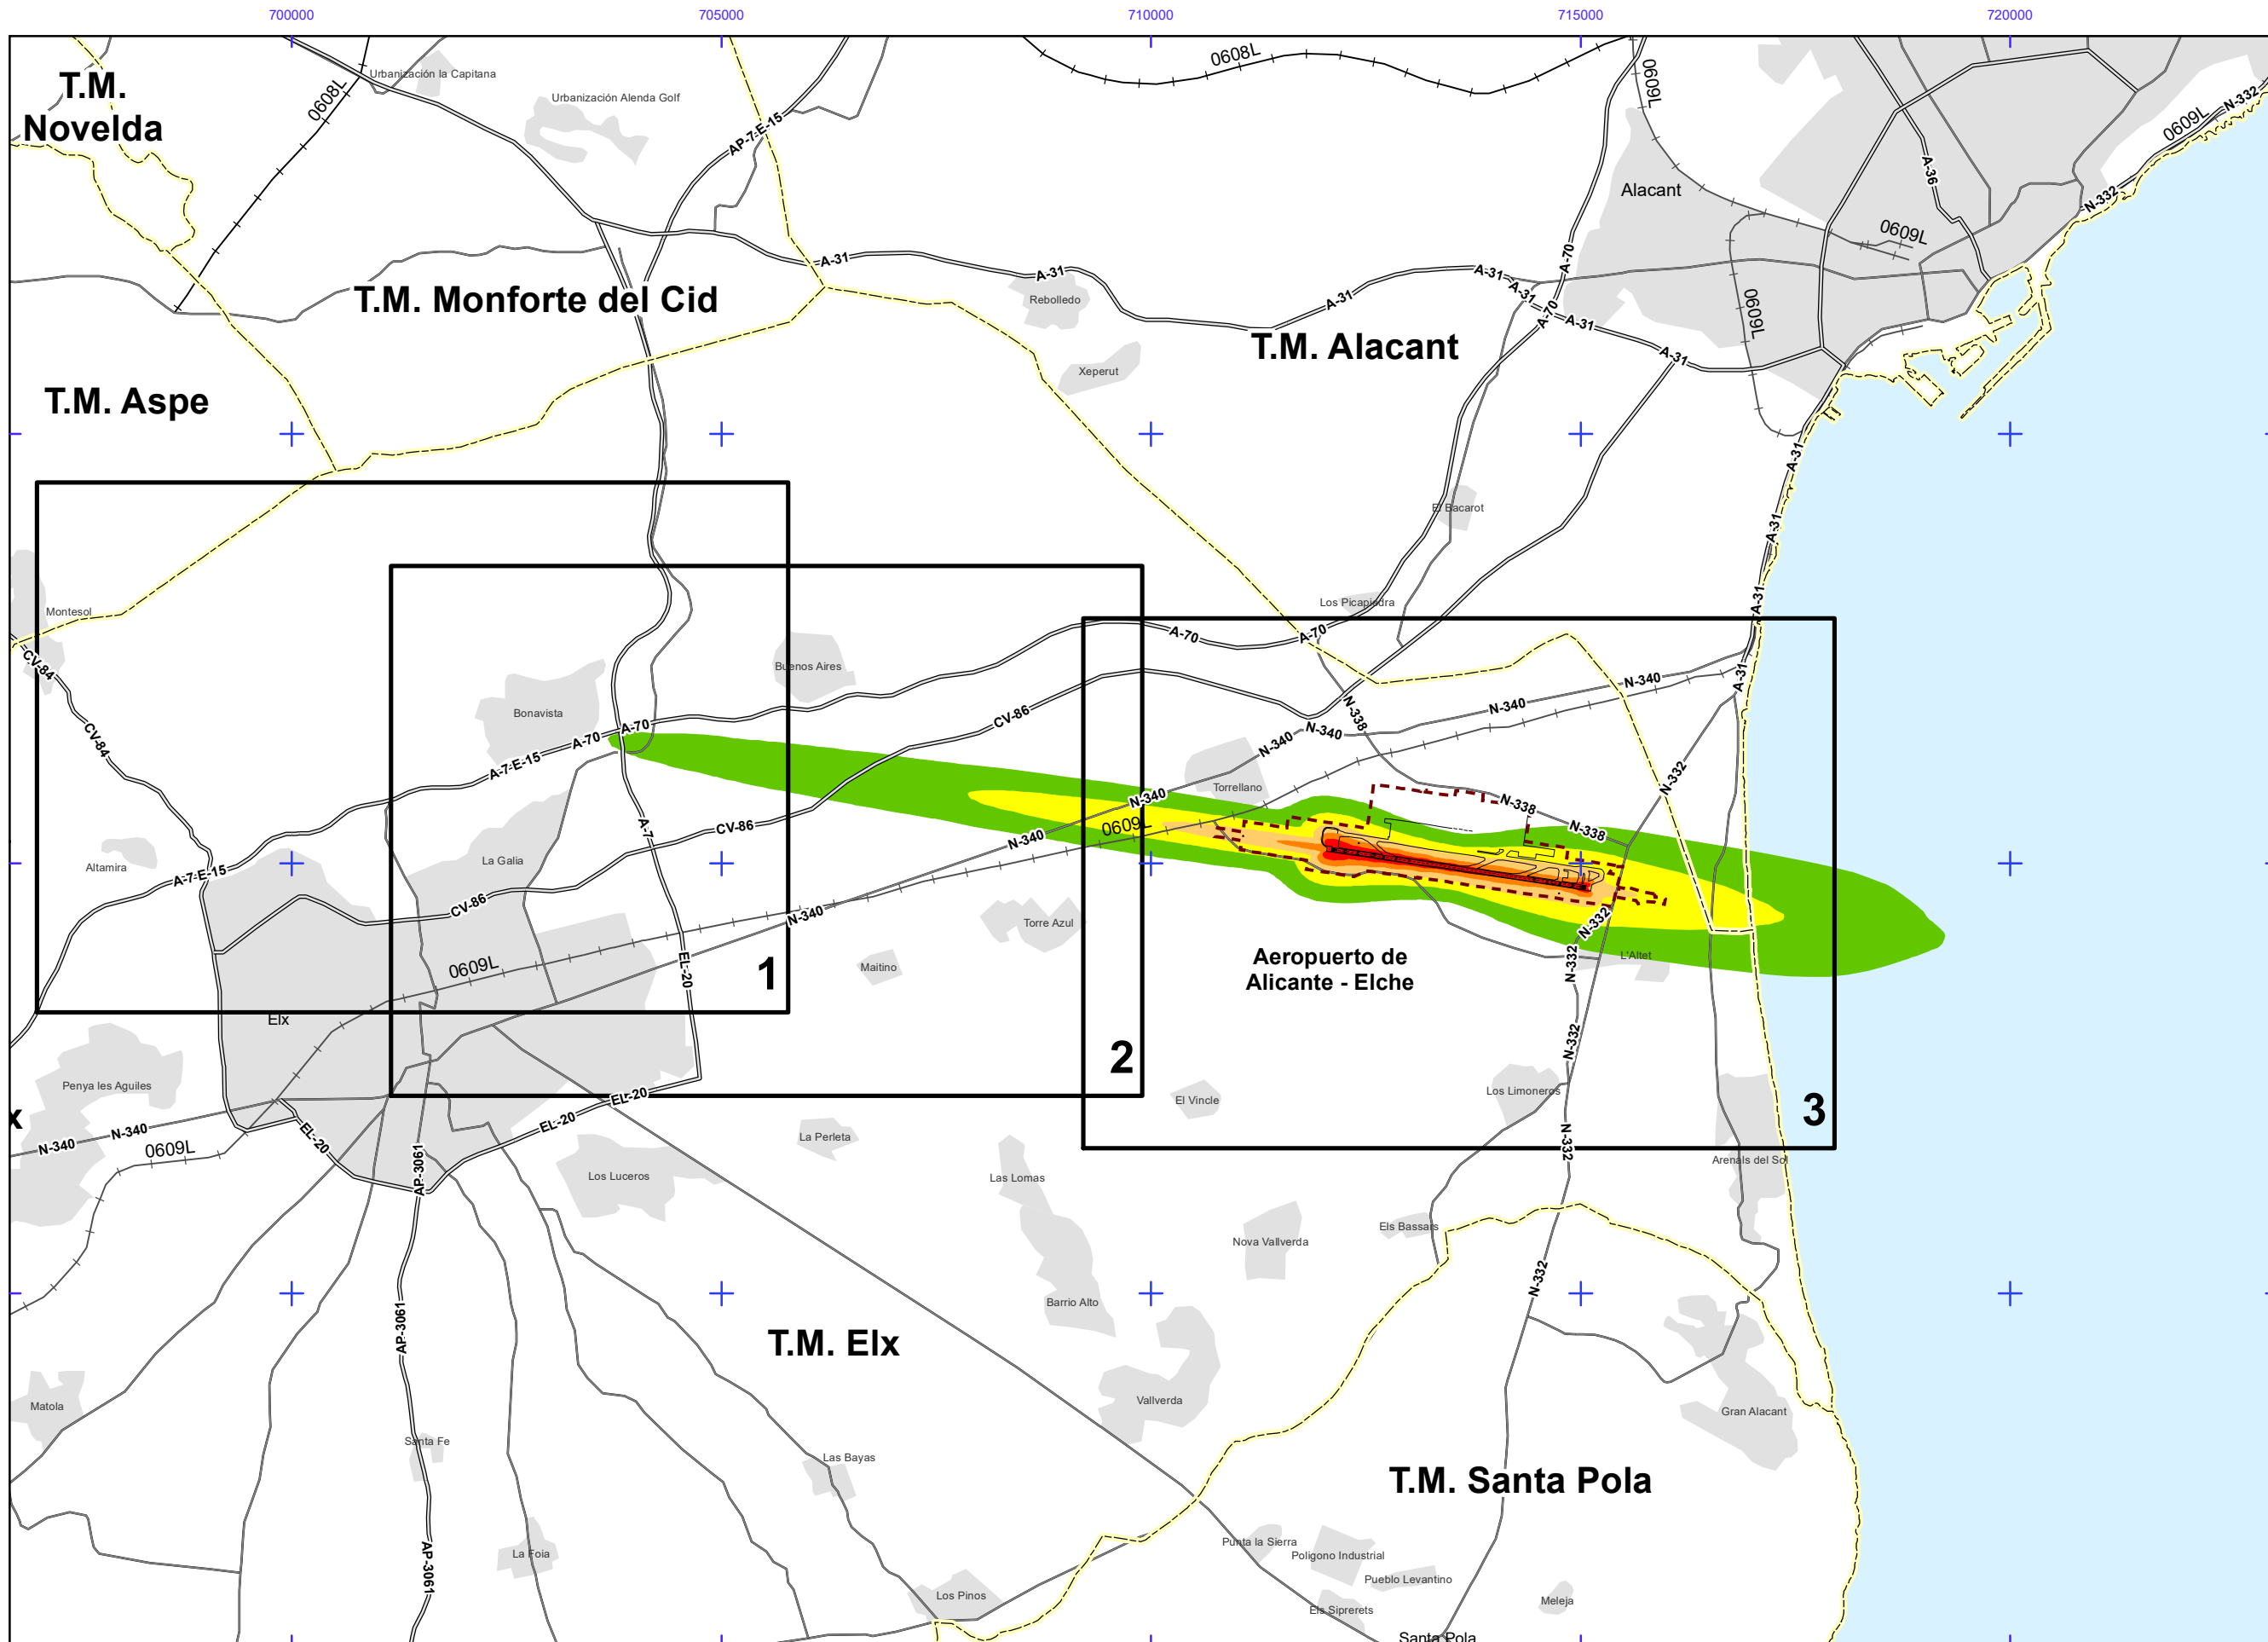 700000
705000
710000
715000
720000
T.M.
Novelda
0608L
Urbanización la Capitana
Urbanización Alenda Golf
AP-7-E-15
0608L
0609L
N-332
0609L
Alacant
A-36
N-332
0609L
A-31
A-31
A-70
A-31
A-31
A-31
A-70
A-31
A-31
0609L
T.M. Monforte del Cid
Rebolledo
T.M. Alacant
Xeperut
T.M. Aspe
A-31
El Bacarot
A-31
Montesol
Los Picapiedra
A-31
A-70
A-70
CV-84
Buenos Aires
A-31
N-340
Bonavista
A-70
A-70
CV-86
N-338
N-340
N-340
N-340
CV-84
A-7-E-15
Torrellano
N-332
N-340
0609L
N-338
N-338
A-7
CV-86
N-340
La Galia
Altamira
A-7-E-15
CV-86
N-340
Torre Azul
N-332
L'Altet
N-332
Aeropuerto de
Alicante - Elche
0609L
EL-20
1
Maitino
Elx
N-332
2
Penya les Aguiles
El Vincle
Los Limoneros
3
x
EL-20
EL-20
N-340
N-340
0609L
EL-20
AP-3061
La Perleta
N-332
Arenals del Sol
Los Luceros
Las Lomas
Els Bassars
Nova Vallverda
N-332
Barrio Alto
AP-3061
T.M. Elx
Matola
Vallverda
Gran Alacant
Santa Fe
Las Bayas
T.M. Santa Pola
La Foia
AP-3061
Punta la Sierra
Poligono Industrial
Pueblo Levantino
Los Pinos
Els Siprerets
Meleja
Santa Pola